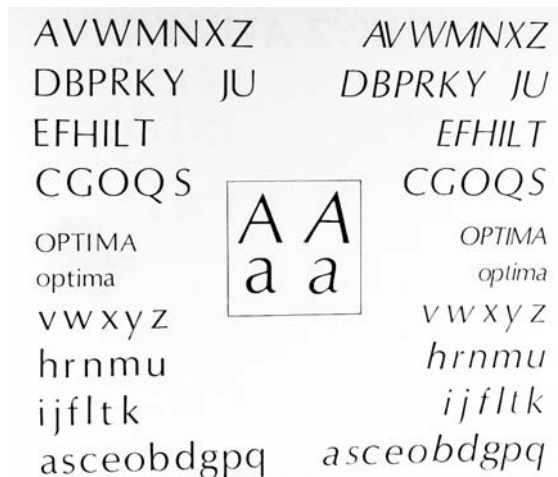 AVWMNXZ
DBPRKY JU
EFHILT
CGOQS
OPTIMA
optima
vwxyz
hrnmu
ijfltk
asceobdgpq
A A
a a
AVWMNXZ
DBPRKY JU
EFHILT
CGOQS
OPTIMA
optima
vwxyz
hrnmu
ijfltk
asceobdgpq